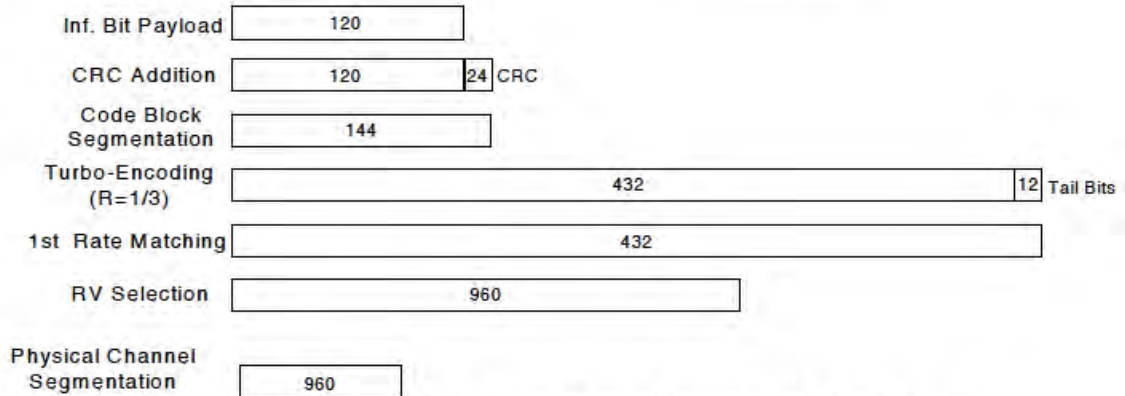 Inf. Bit Payload 120
CRC Addition 120 24 CRC
Code Block
Segmentation 144
Turbo-Encoding
(R=1/3) 432 12 Tail Bits
1st Rate Matching 432
RV Selection 960
Physical Channel
Segmentation 960